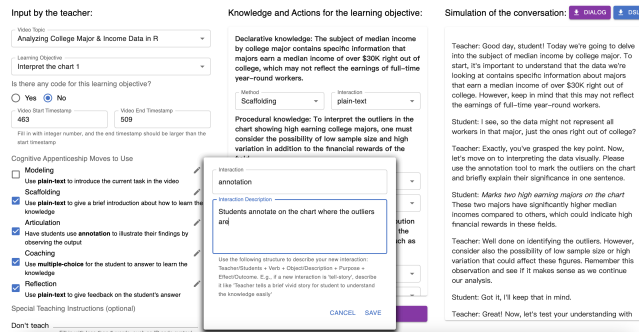 Input by the teacher:
Video Topic
Analyzing College Major & Income Data in R
Learning Objective
Interpret the chart 1
Is there any code for this learning objective?
Yes
No
Video Start Timestamp
463
Video End Timestamp
509
Fill in with integer number, and the end timestamp should be larger than the
start timestamp
Cognitive Apprenticeship Moves to Use
Modeling
Use plain-text to introduce the current task in the video
Scaffolding
Use plain-text to give a brief introduction about how to learn the
knowledge
Articulation
Have students use annotation to illustrate their findings by
observing the output
Coaching
Use multiple-choice for the student to answer to learn the
knowledge
Reflection
Use plain-text to give feedback on the student's answer
Special Teaching Instructions (optional)
Don't teach
Knowledge and Actions for the learning objective:
Declarative knowledge: The subject of median income
by college major contains specific information that
majors earn a median income of over $30K right out of
college, which may not reflect the earnings of full-time
year-round workers.
Method
Scaffolding
Interaction
plain-text
Procedural knowledge: To interpret the outliers in the
chart showing high earning college majors, one must
consider the possibility of low sample size and high
variation in addition to the financial rewards of the
Interaction
annotation
Interaction Description
Students annotate on the chart where the outliers
are
Use the following structure to describe your new interaction:
Teacher/Students + Verb + Object/Description + Purpose +
Effect/Outcome. E.g., if a new interaction is 'tell-story', describe
it like 'Teacher tells a brief vivid story for student to understand
the knowledge easily'
CANCEL
SAVE
the
ch as
Simulation of the conversation:
DIALOG
DSL
Teacher: Good day, student! Today we're going to delve
into the subject of median income by college major. To
start, it's important to understand that the data we're
looking at contains specific information about majors
that earn a median income of over $30K right out of
college. However, keep in mind that this may not reflect
the earnings of full-time year-round workers.
Student: I see, so the data might not represent all
workers in that major, just the ones right out of college?
Teacher: Exactly, you've grasped the key point. Now,
let's move on to interpreting the data visually. Please
use the annotation tool to mark the outliers on the chart
and briefly explain their significance in one sentence.
Student: Marks two high earning majors on the chart
These two majors have significantly higher median
incomes compared to others, which could indicate high
financial rewards in these fields.
Teacher: Well done on identifying the outliers. However,
consider also the possibility of low sample size or high
variation that could affect these figures. Remember this
observation and see if it makes sense as we continue
our analysis.
Student: Got it, I'll keep that in mind.
Teacher: Great! Now, let's test your understanding with